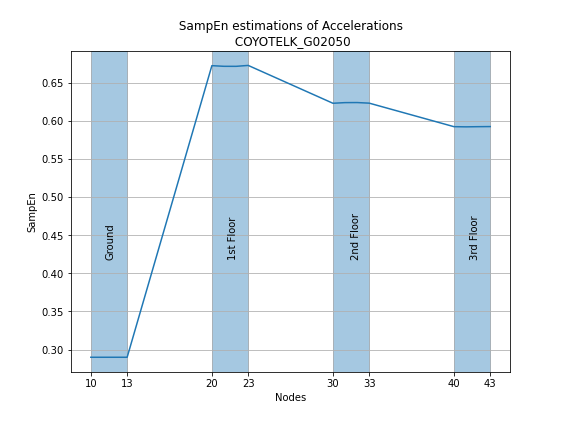 SampEn estimations of Accelerations
COYOTELK_G02050
SampEn
0.65
0.60
0.55
0.50
0.45
0.40
0.35
0.30
Ground
1st Floor
2nd Floor
3rd Floor
10 13 20 23 30 33 40 43
Nodes